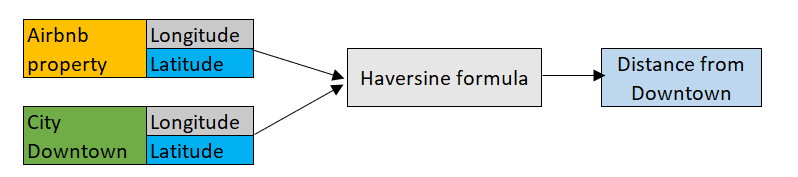 Airbnb
property
Longitude
Latitude
City
Downtown
Longitude
Latitude
Haversine formula
Distance from
Downtown